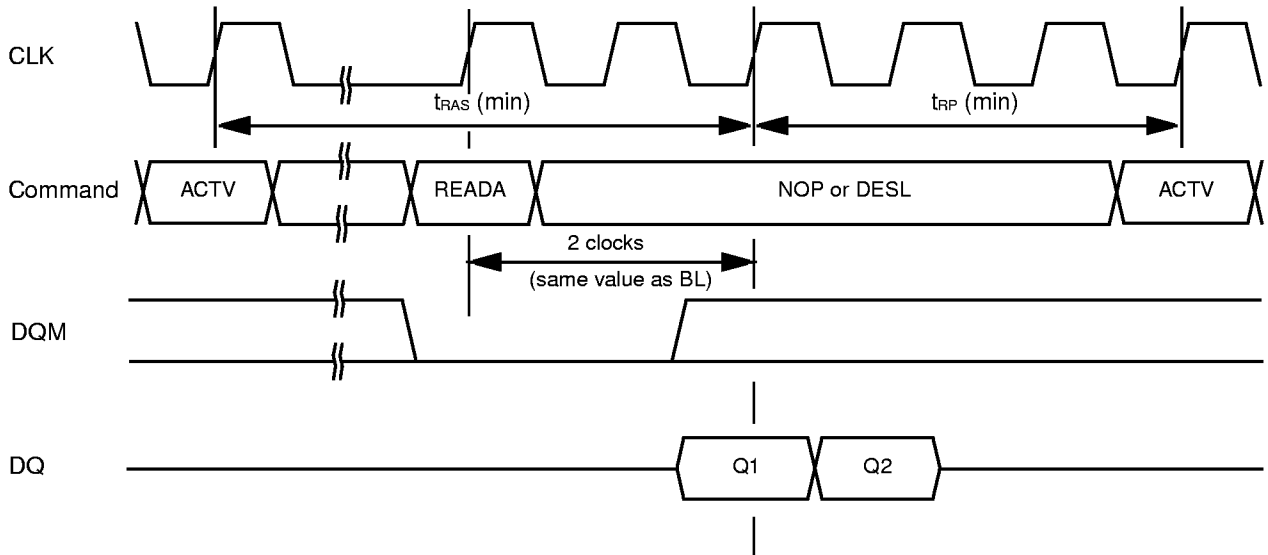 CLK
tRAS (min) tRP (min)
Command ACTV READA NOP or DESL ACTV
2 clocks
(same value as BL)
DQM
DQ Q1 Q2